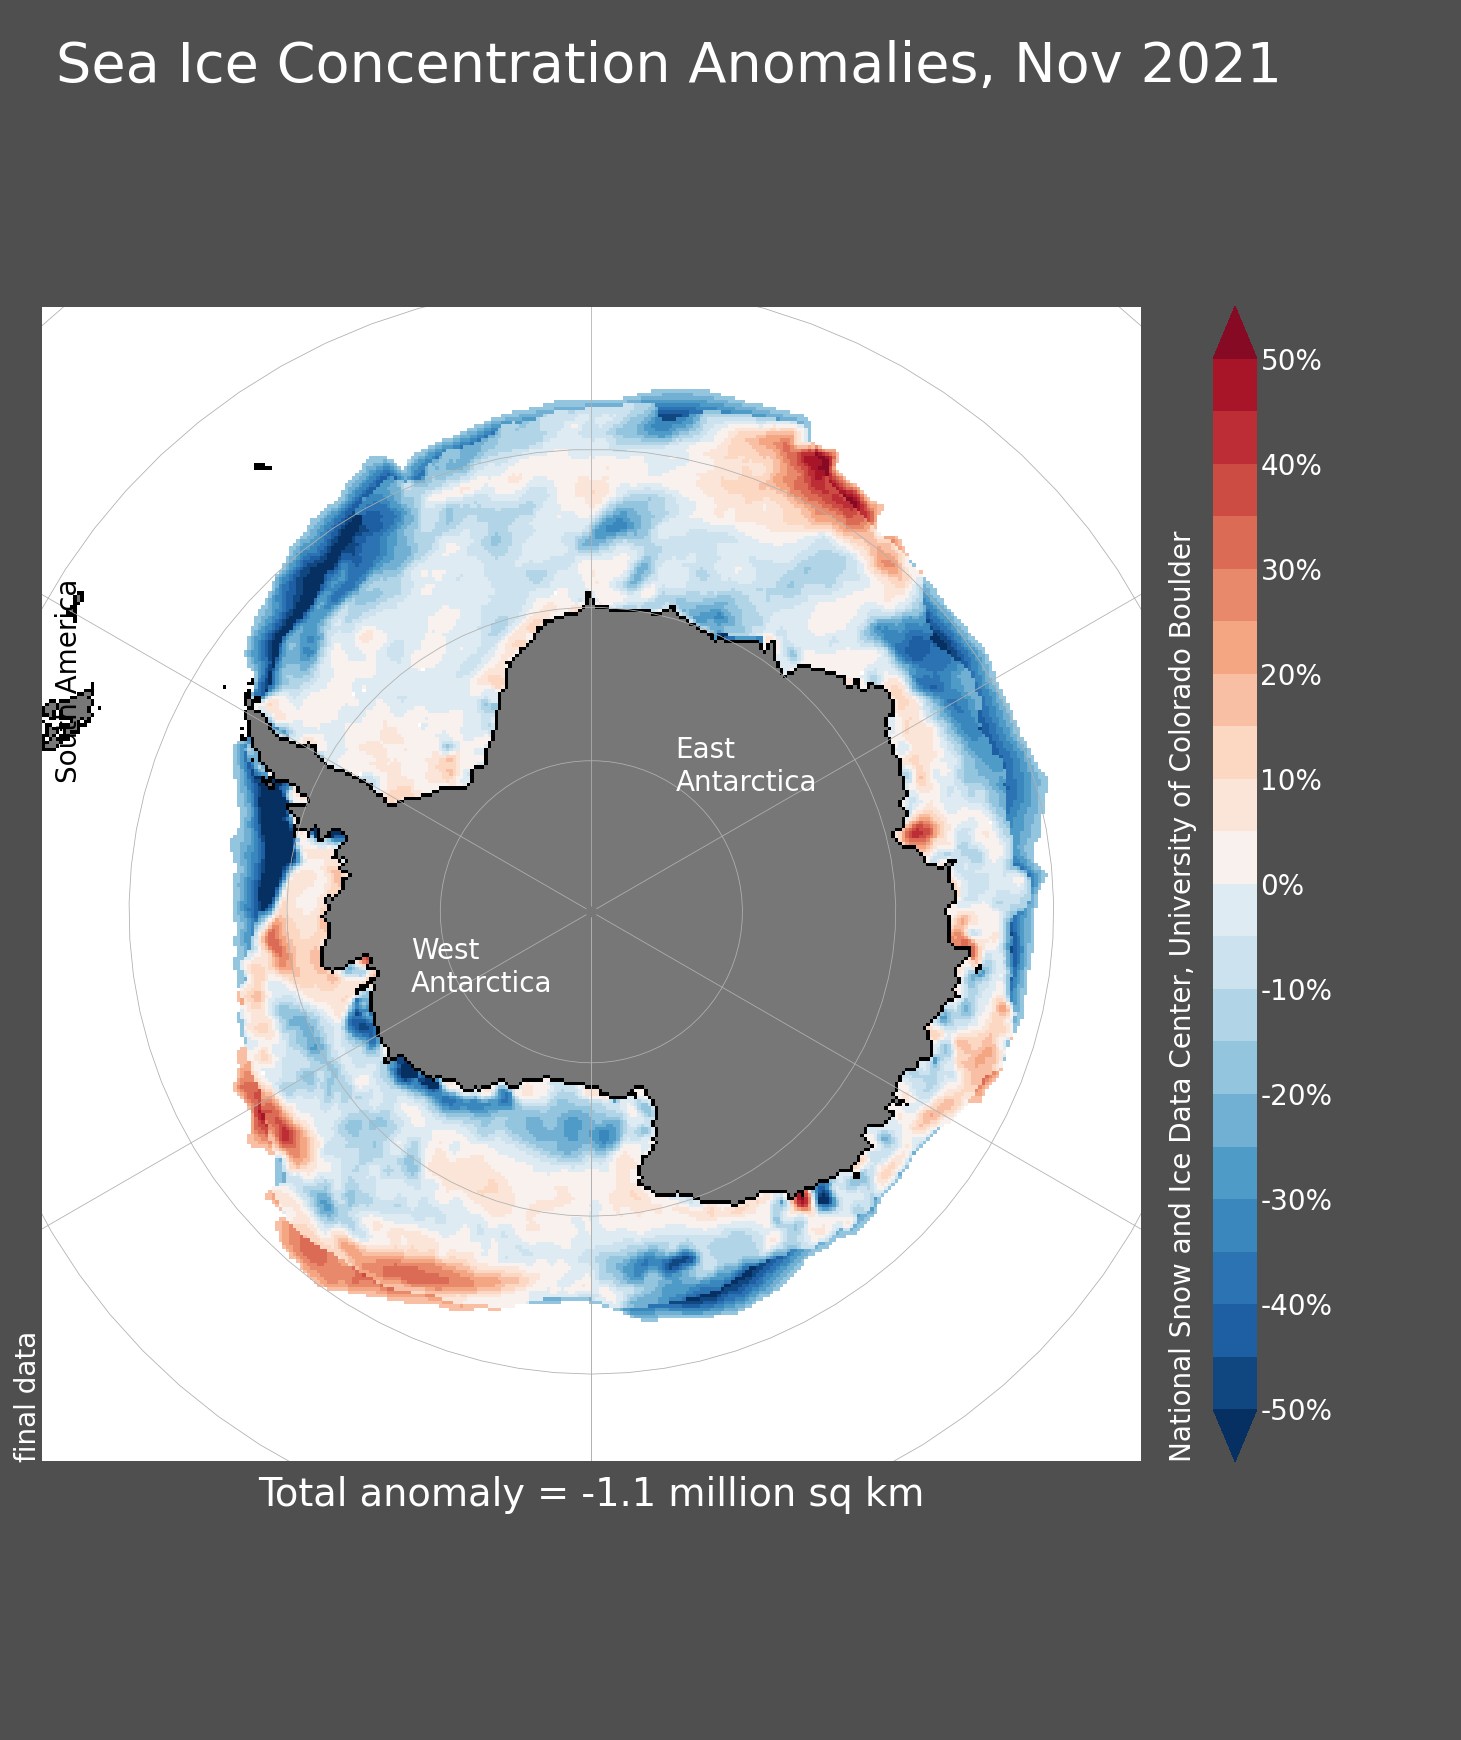 Sea Ice Concentration Anomalies, Nov 2021
South America
East
Antarctica
West
Antarctica
final data
National Snow and Ice Data Center, University of Colorado Boulder
50%
40%
30%
20%
10%
0%
-10%
-20%
-30%
-40%
-50%
Total anomaly = -1.1 million sq km